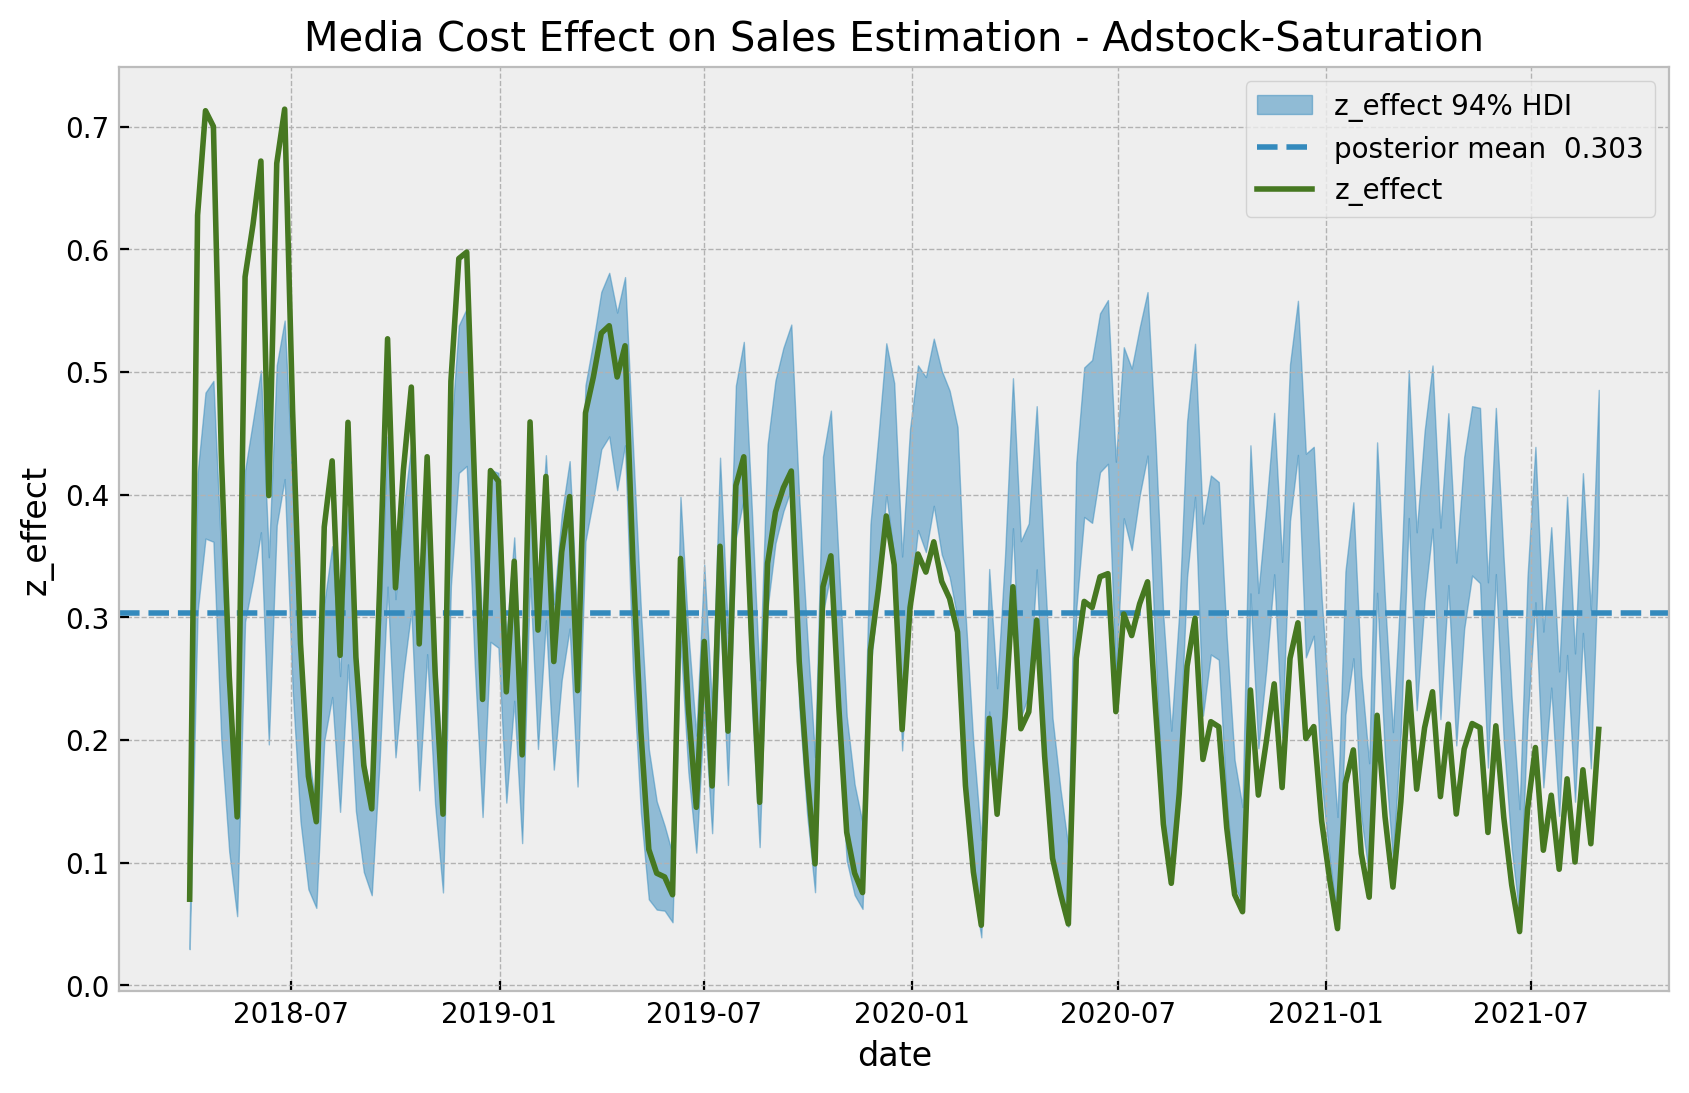 Media Cost Effect on Sales Estimation - Adstock-Saturation
z_effect 94% HDI
posterior mean  0.303
z_effect
0.7
0.6
0.5
0.4
0.3
0.2
0.1
0.0
z_effect
2018-07
2019-01
2019-07
2020-01
2020-07
2021-01
2021-07
date